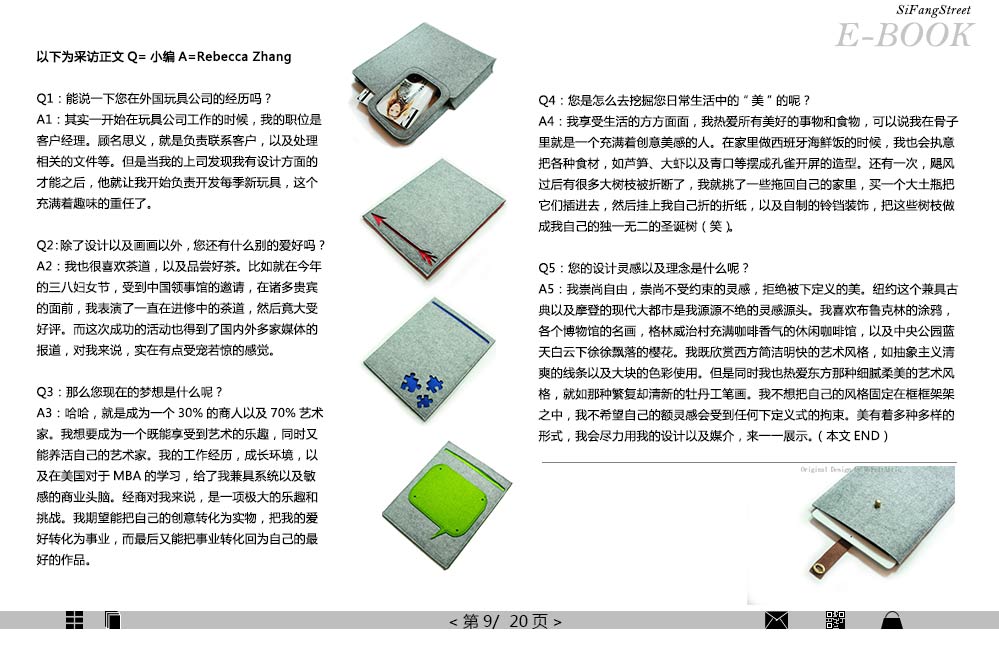 SiFangStreet
E-BOOK
以下为采访正文 Q= 小编 A=Rebecca Zhang
Q1：能说一下您在外国玩具公司的经历吗？
A1：其实一开始在玩具公司工作的时候，我的职位是
客户经理。顾名思义，就是负责联系客户，以及处理
相关的文件等。但是当我的上司发现我有设计方面的
才能之后，他就让我开始负责开发每季新玩具，这个
充满着趣味的重任了。
Q2：除了设计以及画画以外，您还有什么别的爱好吗？
A2：我也很喜欢茶道，以及品尝好茶。比如就在今年
的三八妇女节，受到中国领事馆的邀请，在诸多贵宾
的面前，我表演了一直在进修中的茶道，然后竟大受
好评。而这次成功的活动也得到了国内外多家媒体的
报道，对我来说，实在有点受宠若惊的感觉。
Q3：那么您现在的梦想是什么呢？
A3：哈哈，就是成为一个 30% 的商人以及 70% 艺术
家。我想要成为一个既能享受到艺术的乐趣，同时又
能养活自己的艺术家。我的工作经历，成长环境，以
及在美国对于 MBA 的学习，给了我兼具系统以及敏
感的商业头脑。经商对我来说，是一项极大的乐趣和
挑战。我期望能把自己的创意转化为实物，把我的爱
好转化为事业，而最后又能把事业转化回为自己的最
好的作品。
Q4：您是怎么去挖掘您日常生活中的“ 美 ”的呢？
A4：我享受生活的方方面面，我热爱所有美好的事物和食物，可以说我在骨子
里就是一个充满着创意美感的人。在家里做西班牙海鲜饭的时候，我也会执意
把各种食材，如芦笋、大虾以及青口等摆成孔雀开屏的造型。还有一次，飓风
过后有很多大树枝被折断了，我就挑了一些拖回自己的家里，买一个大土瓶把
它们插进去，然后挂上我自己折的折纸，以及自制的铃铛装饰，把这些树枝做
成我自己的独一无二的圣诞树（ 笑 ）。
Q5：您的设计灵感以及理念是什么呢？
A5：我崇尚自由，崇尚不受约束的灵感，拒绝被下定义的美。纽约这个兼具古
典以及摩登的现代大都市是我源源不绝的灵感源头。我喜欢布鲁克林的涂鸦，
各个博物馆的名画，格林威治村充满咖啡香气的休闲咖啡馆，以及中央公园蓝
天白云下徐徐飘落的樱花。我既欣赏西方简洁明快的艺术风格，如抽象主义清
爽的线条以及大块的色彩使用。但是同时我也热爱东方那种细腻柔美的艺术风
格，就如那种繁复却清新的牡丹工笔画。我不想把自己的风格固定在框框架架
之中，我不希望自己的额灵感会受到任何下定义式的拘束。美有着多种多样的
形式，我会尽力用我的设计以及媒介，来一一展示。（ 本文 END ）
Original Design
< 第 9/ 20 页 >